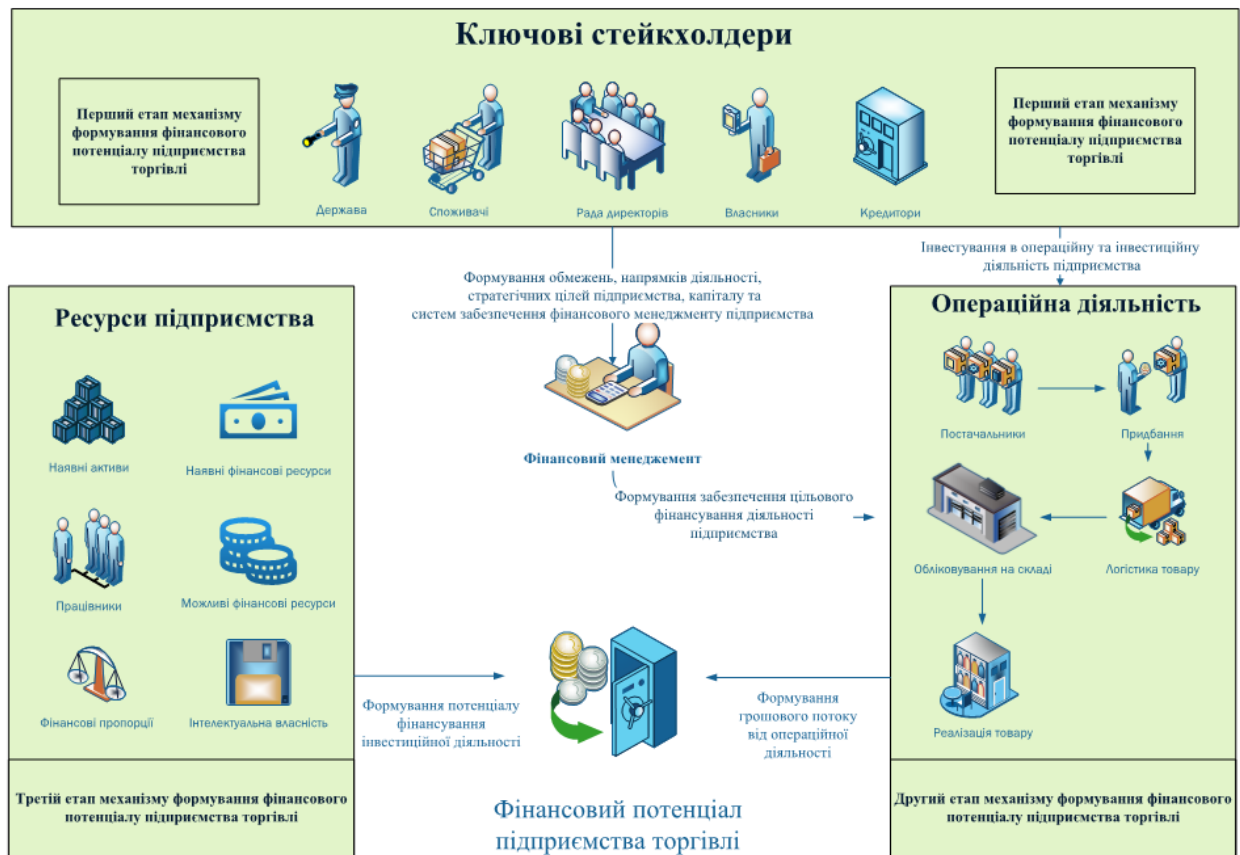 Ключові стейкхолдери
Перший етап механізму
формування фінансового
потенціалу підприємства
торгівлі
Держава
Споживачі
Рада директорів
Власники
Кредитори
Перший етап механізму
формування фінансового
потенціалу підприємства
торгівлі
Формування обмежень, напрямків діяльності,
стратегічних цілей підприємства, капіталу та
систем забезпечення фінансового менеджменту підприємства
Інвестування в операційну та інвестиційну
діяльність підприємства
Ресурси підприємства
Наявні активи
Наявні фінансові ресурси
Працівники
Можливі фінансові ресурси
Фінансові пропорції
Інтелектуальна власність
Третій етап механізму формування фінансового
потенціалу підприємства торгівлі
Фінансовий менеджмент
Формування забезпечення цільового
фінансування діяльності
підприємства
Формування потенціалу
фінансування
інвестиційної діяльності
Формування
грошового потоку
від операційної
діяльності
Фінансовий потенціал
підприємства торгівлі
Операційна діяльність
Постачальники
Придбання
Обліковування на складі
Логістика товару
Реалізація товару
Другий етап механізму формування фінансового
потенціалу підприємства торгівлі